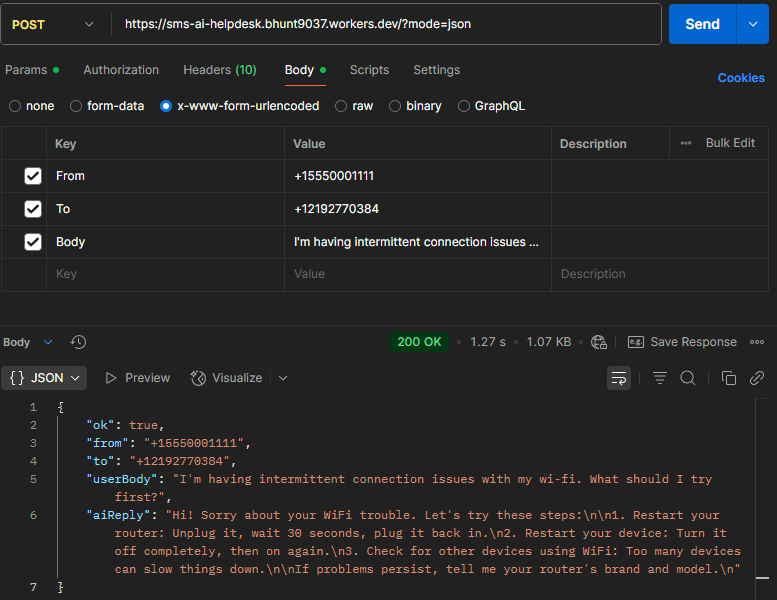 POST https://sms-ai-helpdesk.bhunt9037.workers.dev/?mode=json Send
Params Authorization Headers (10) Body Scripts Settings Cookies
none form-data x-www-form-urlencoded raw binary GraphQL
Key Value Description Bulk Edit
From +15550001111
To +12192770384
Body I'm having intermittent connection issues ...
Key Value Description
Body 200 OK 1.27 s 1.07 KB e.g. Save Response
{} JSON Preview Visualize
1 {
2 "ok": true,
3 "from": "+15550001111",
4 "to": "+12192770384",
5 "userBody": "I'm having intermittent connection issues with my wi-fi. What should I try
first?",
6 "aiReply": "Hi! Sorry about your WiFi trouble. Let's try these steps:\n\n1. Restart your
router: Unplug it, wait 30 seconds, plug it back in.\n2. Restart your device: Turn it
off completely, then on again.\n3. Check for other devices using WiFi: Too many devices
can slow things down.\n\nIf problems persist, tell me your router's brand and model.\n"
7 }